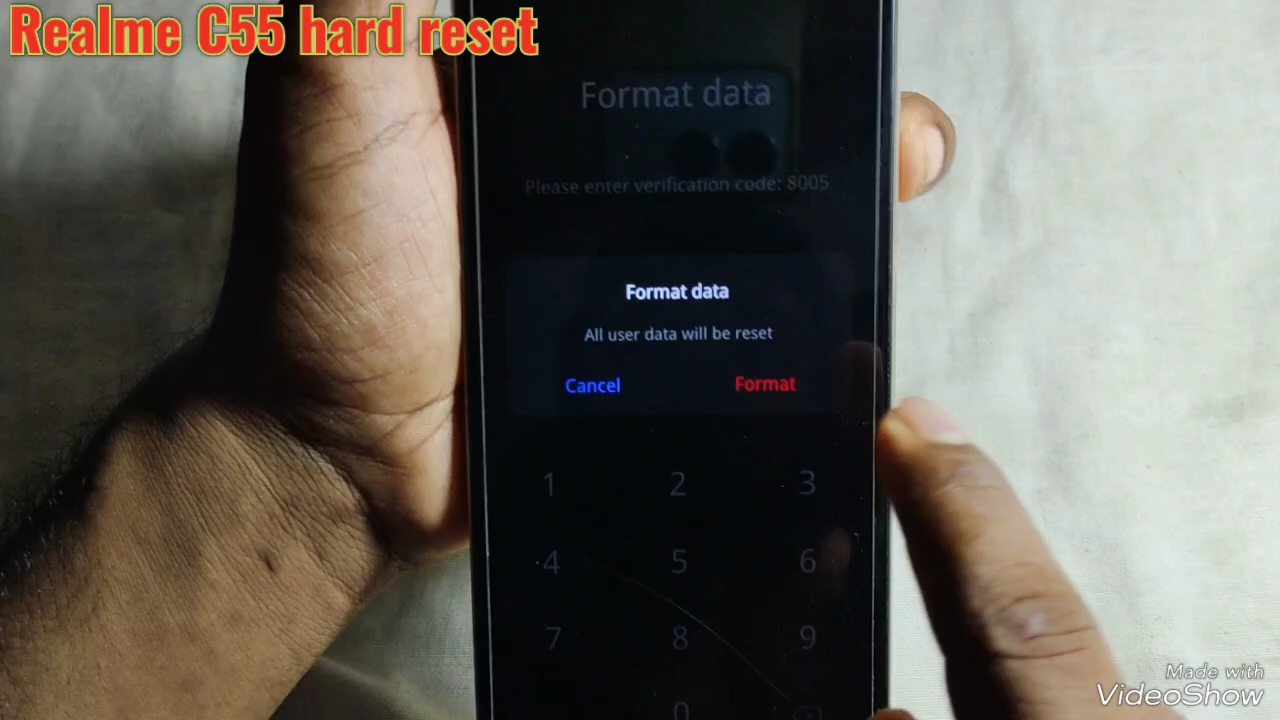 Realme C55 hard reset
Format data
Please enter verification code: 8005
Format data
All user data will be reset
Cancel Format
1 2 3
4 5 6
7 8 9
0
Made with
VideoShow